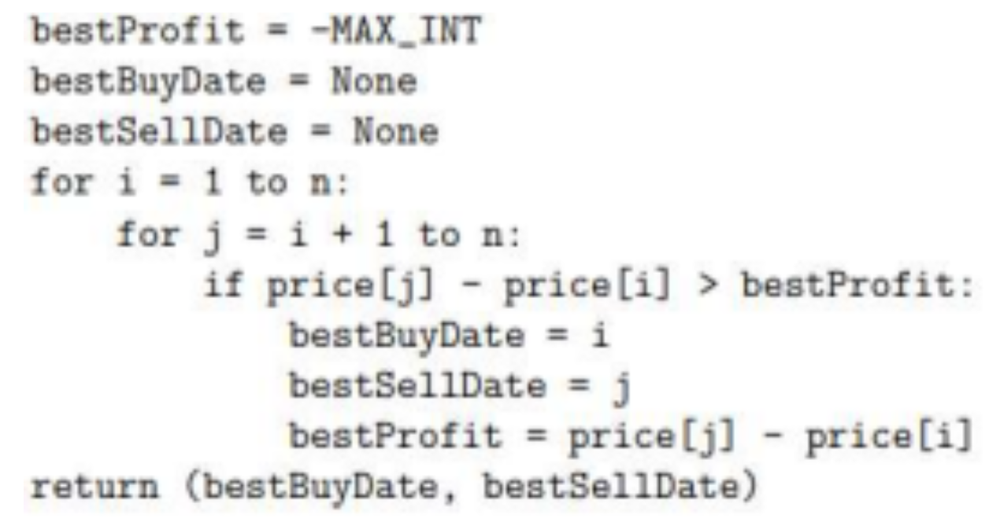 bestProfit = -MAX_INT
bestBuyDate = None
bestSellDate = None
for i = 1 to n:
    for j = i + 1 to n:
        if price[j] - price[i] > bestProfit:
            bestBuyDate = i
            bestSellDate = j
            bestProfit = price[j] - price[i]
return (bestBuyDate, bestSellDate)